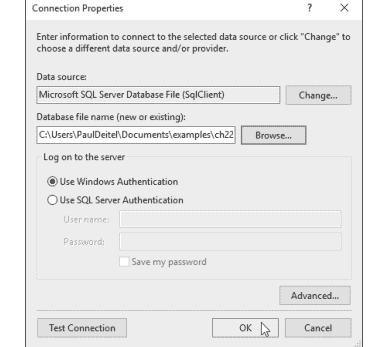 Connection Properties
?
Enter information to connect to the selected data source or click "Change" to
choose a different data source and/or provider.
Data source:
Microsoft SQL Server Database File (SqlClient)
Change...
Database file name (new or existing):
C:\Users\PaulDeitel\Documents\examples\ch22
Browse...
Log on to the server
Use Windows Authentication
Use SQL Server Authentication
User name:
Password:
Save my password
Advanced...
Test Connection
OK
Cancel